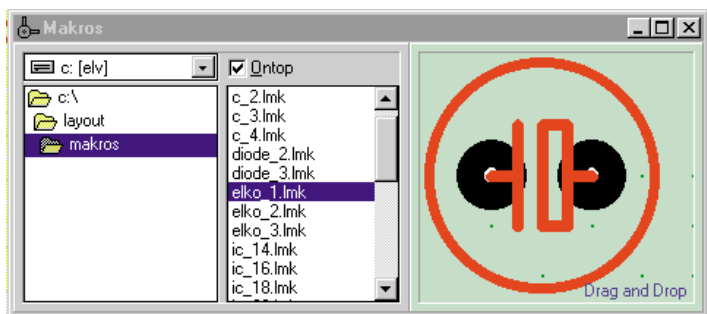 Makros
c: [elv]
Ontop
c:\
layout
makros
c_2.lmk
c_3.lmk
c_4.lmk
diode_2.lmk
diode_3.lmk
elko_1.lmk
elko_2.lmk
elko_3.lmk
ic_14.lmk
ic_16.lmk
ic_18.lmk
Drag and Drop